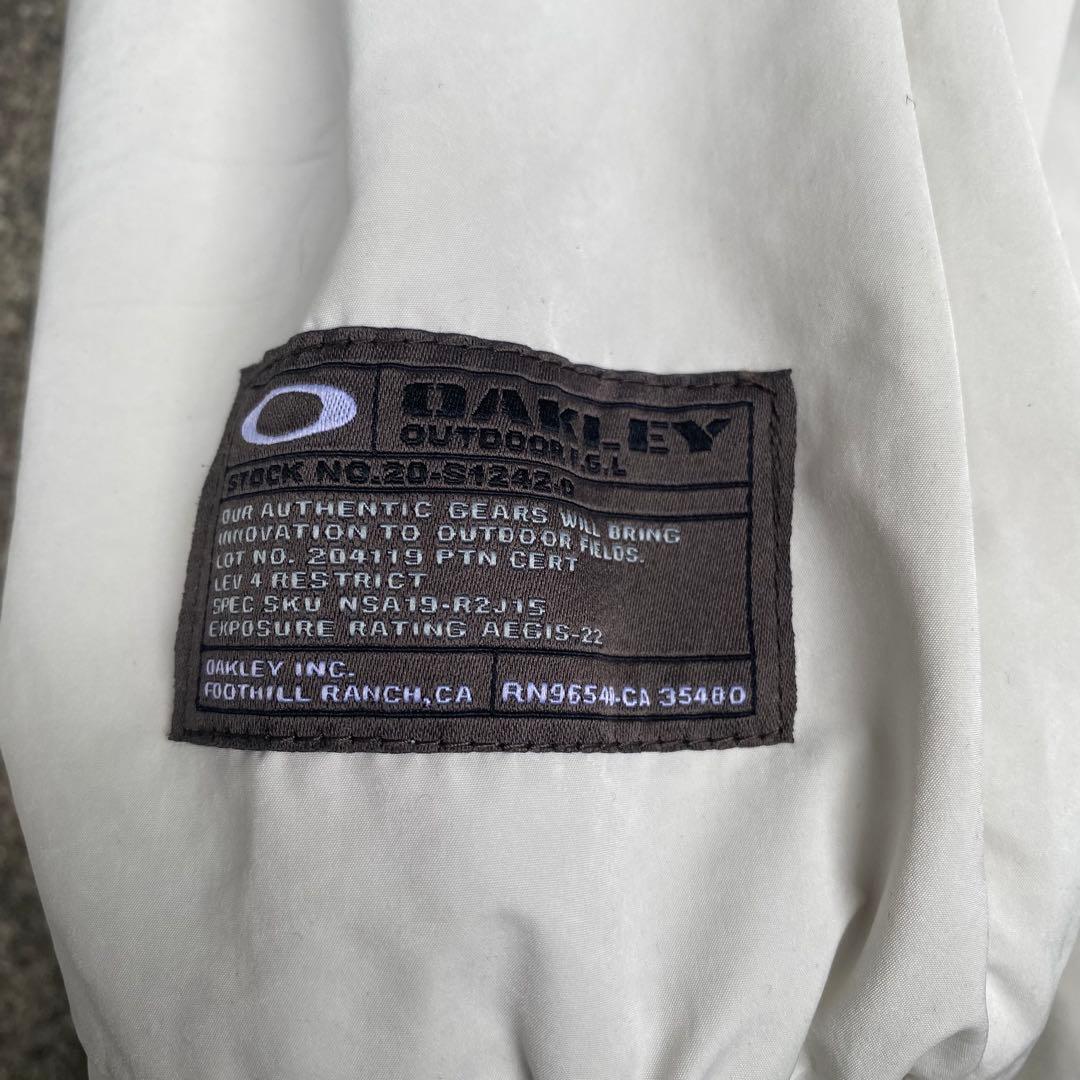 OAKLEY
OUTDOOR F.G.L
STOCK NO.20-S1242-0
OUR AUTHENTIC GEARS WILL BRING
INNOVATION TO OUTDOOR FIELDS.
LOT NO. 204119 PTN CERT
LEV 4 RESTRICT
SPEC SKU NSA19-R2J15
EXPOSURE RATING AEGIS-22
OAKLEY INC.
FOOTHILL RANCH,CA
35480